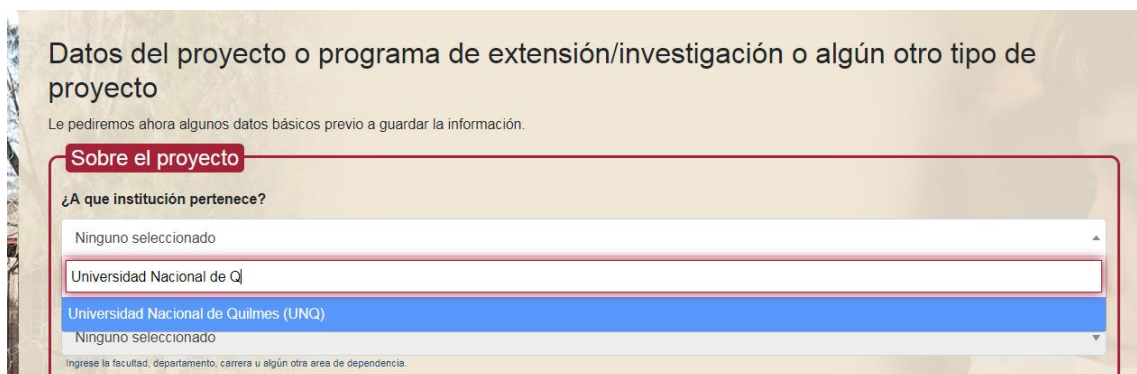 Datos del proyecto o programa de extensión/investigación o algún otro tipo de
proyecto
Le pediremos ahora algunos datos básicos previo a guardar la información.
Sobre el proyecto
¿A que institución pertenece?
Ninguno seleccionado
Universidad Nacional de Q
Universidad Nacional de Quilmes (UNQ)
Ninguno seleccionado
Ingrese la facultad, departamento, carrera u algún otra area de dependencia.